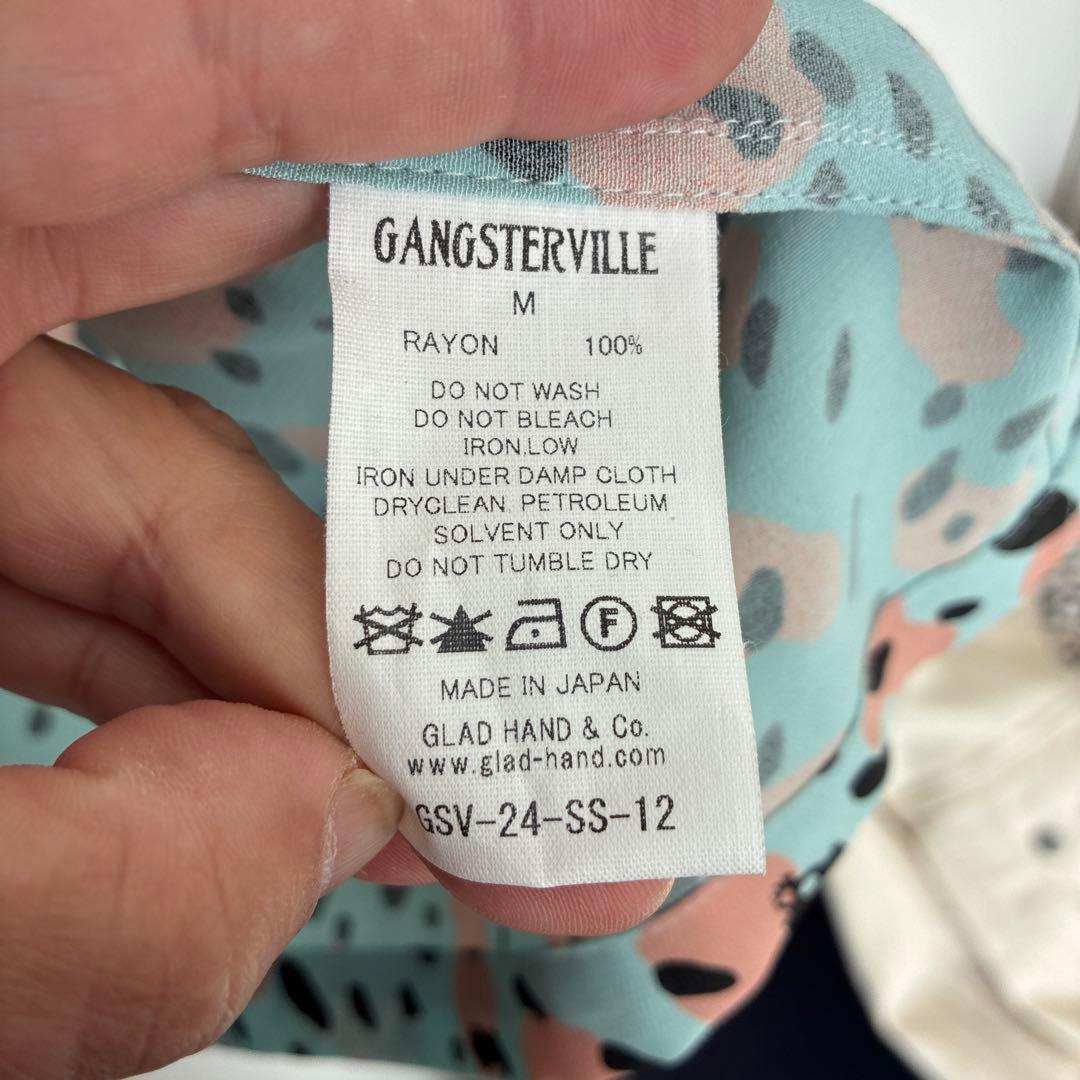 GANGSTERVILLE
M
RAYON 100%
DO NOT WASH
DO NOT BLEACH
IRON.LOW
IRON UNDER DAMP CLOTH
DRYCLEAN. PETROLEUM
SOLVENT ONLY
DO NOT TUMBLE DRY
F
MADE IN JAPAN
GLAD HAND & Co.
www.glad-hand.com
GSV-24-SS-12